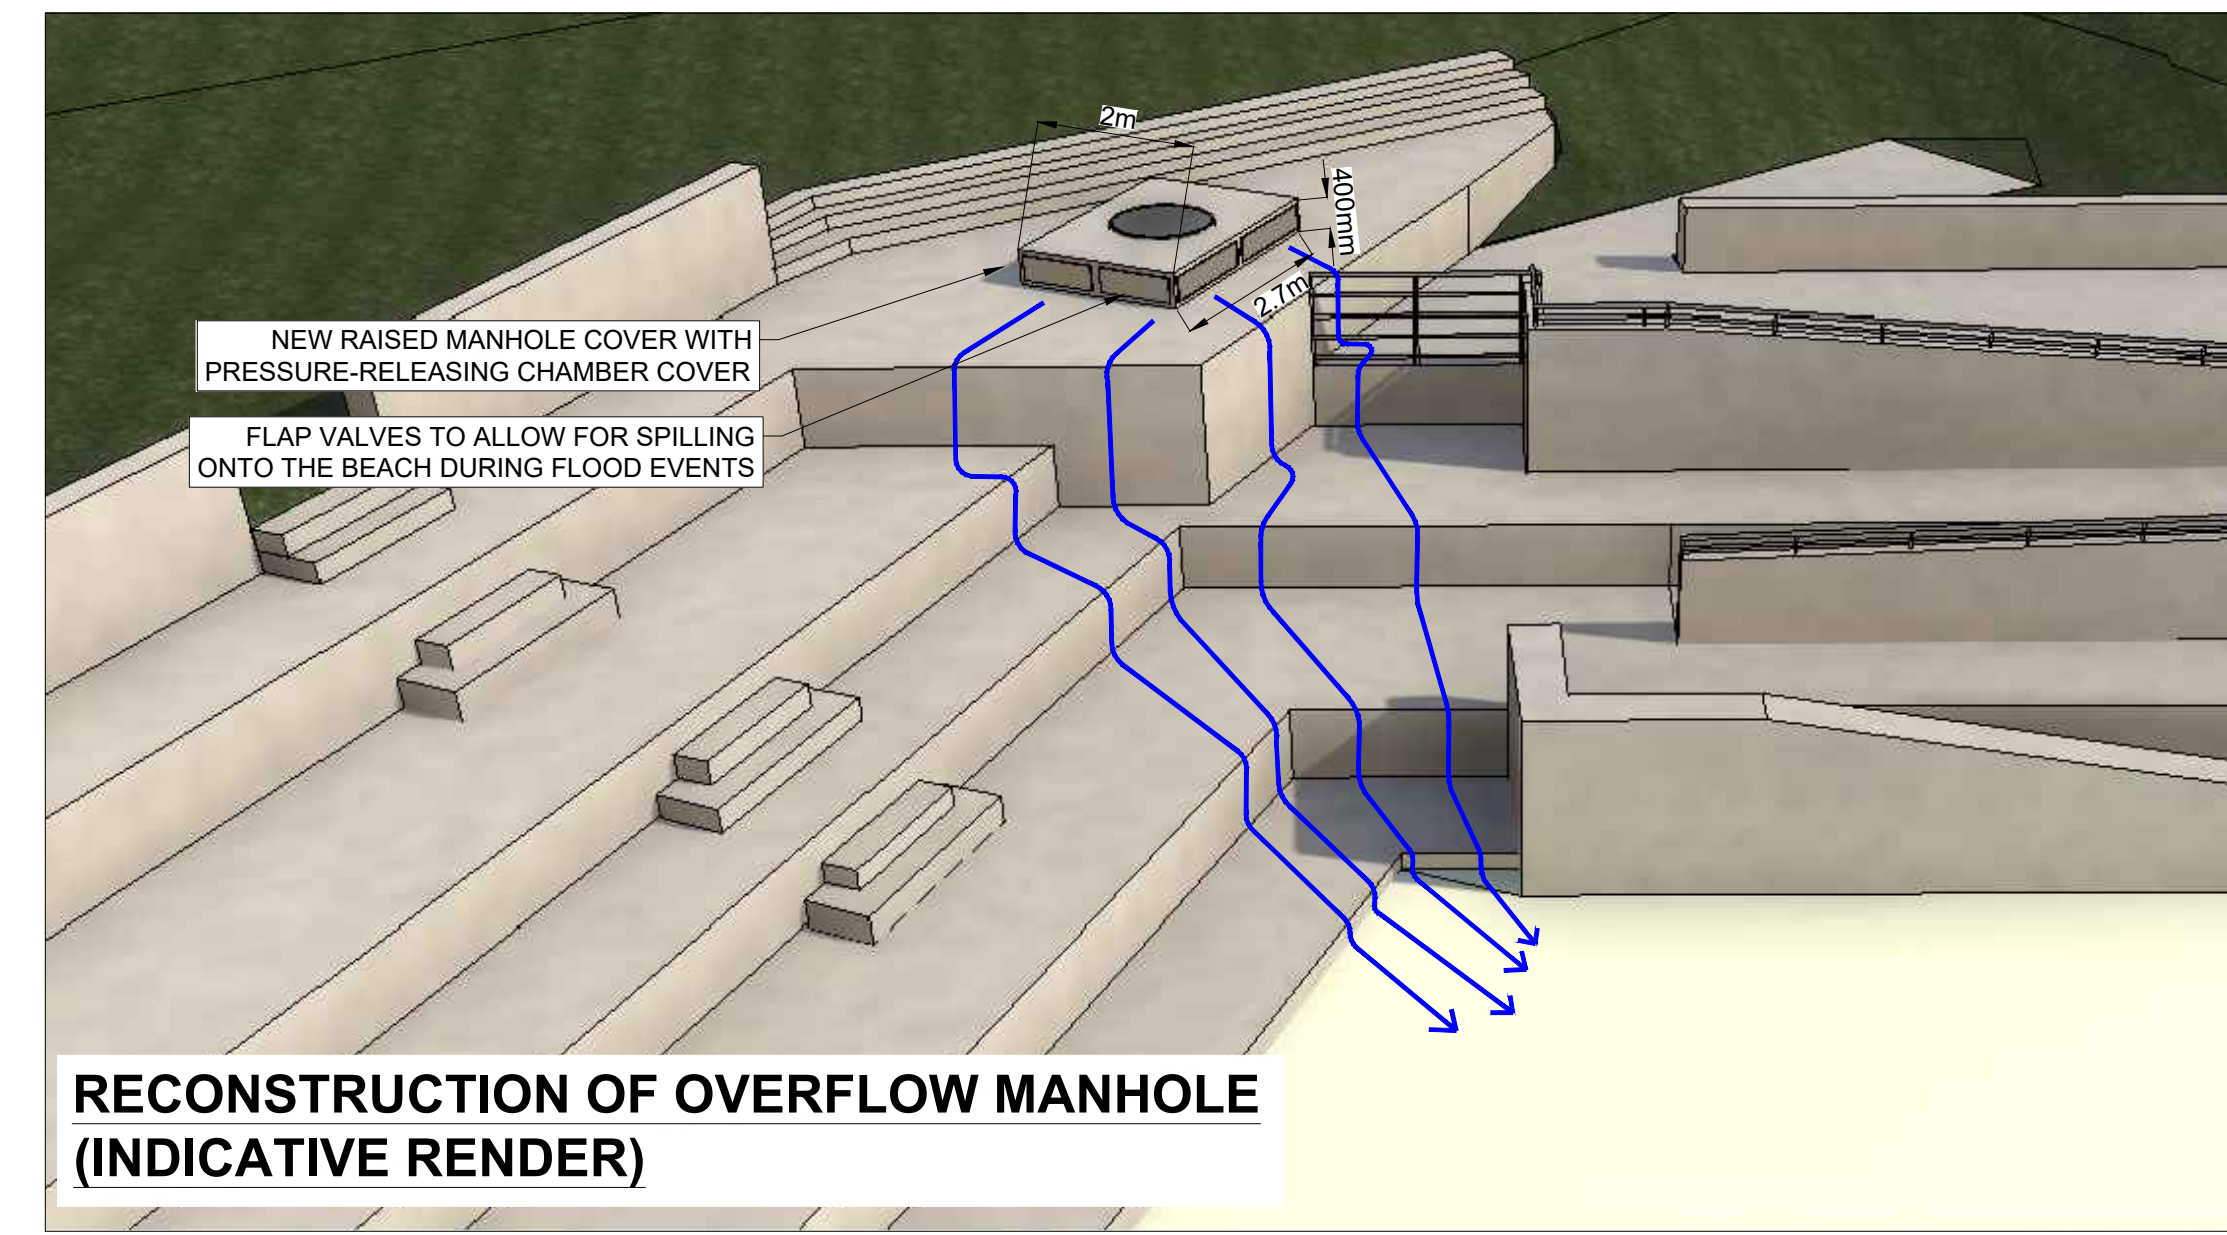 2m
400mm
2.7m
NEW RAISED MANHOLE COVER WITH
PRESSURE-RELEASING CHAMBER COVER
FLAP VALVES TO ALLOW FOR SPILLING
ONTO THE BEACH DURING FLOOD EVENTS
RECONSTRUCTION OF OVERFLOW MANHOLE
(INDICATIVE RENDER)